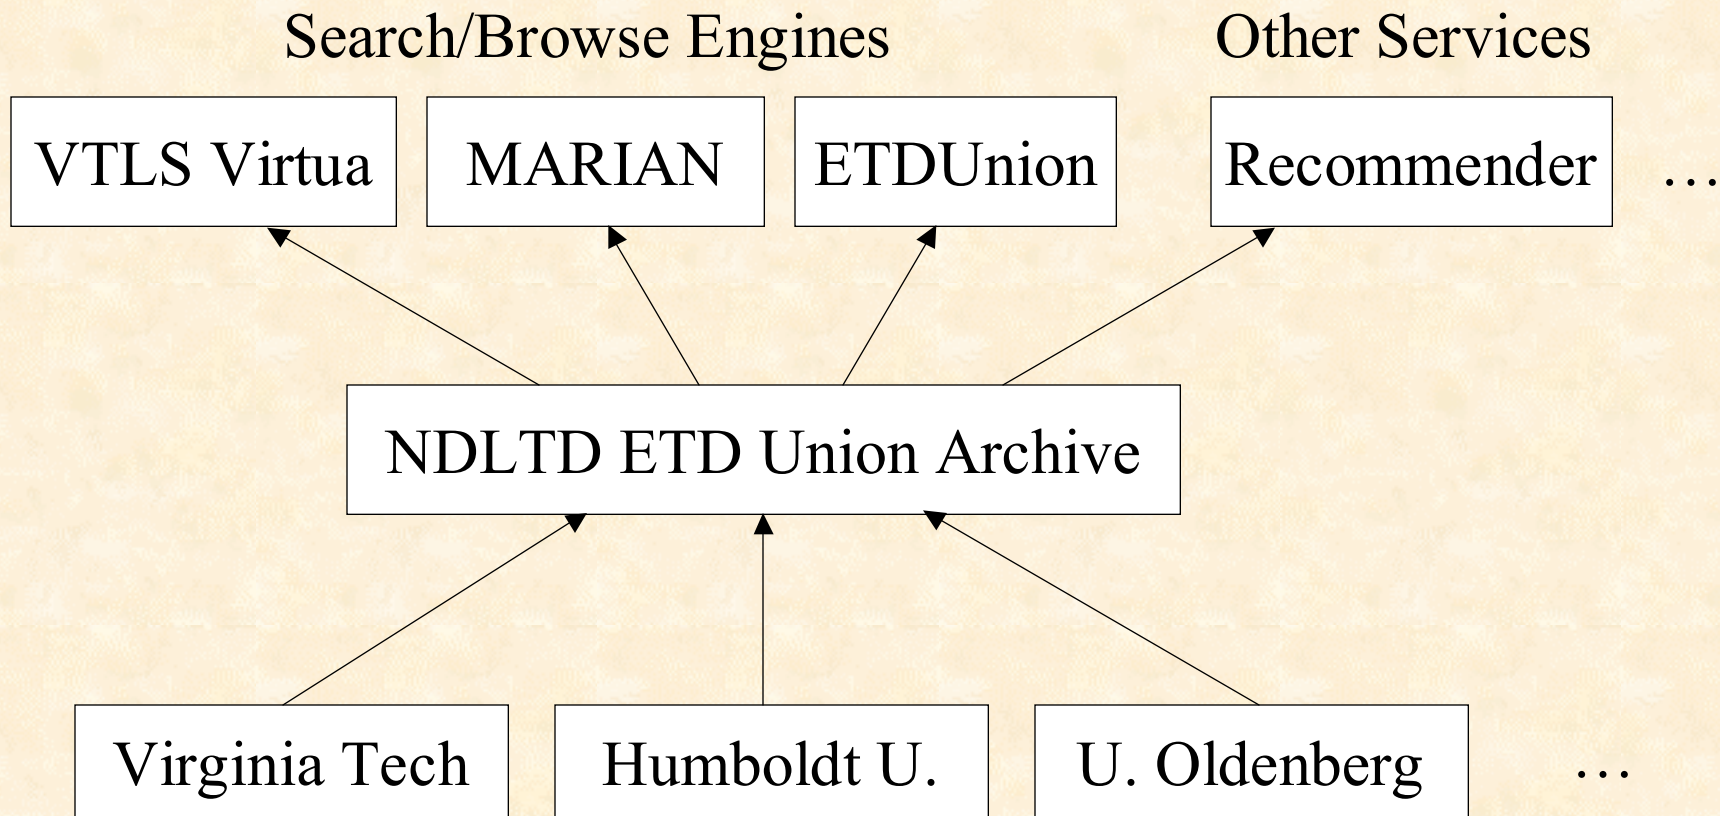 Search/Browse Engines
Other Services
VTLS Virtua
MARIAN
ETDUnion
Recommender
…
NDLTD ETD Union Archive
Virginia Tech
Humboldt U.
U. Oldenberg
…